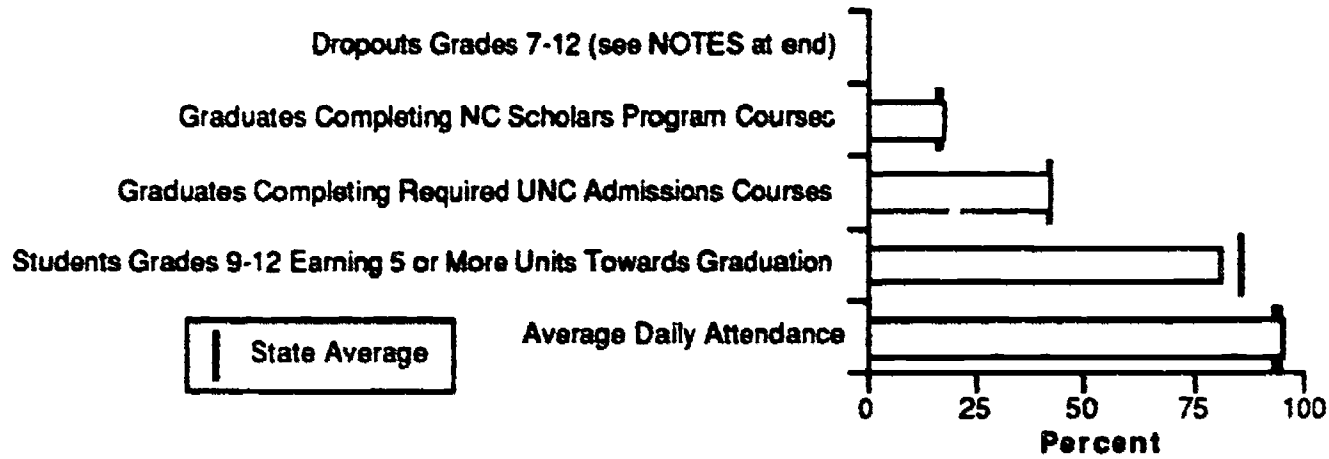 Dropouts Grades 7-12 (see NOTES at end)
Graduates Completing NC Scholars Program Courses
Graduates Completing Required UNC Admissions Courses
Students Grades 9-12 Earning 5 or More Units Towards Graduation
Average Daily Attendance
State Average
0 25 50 75 100
Percent